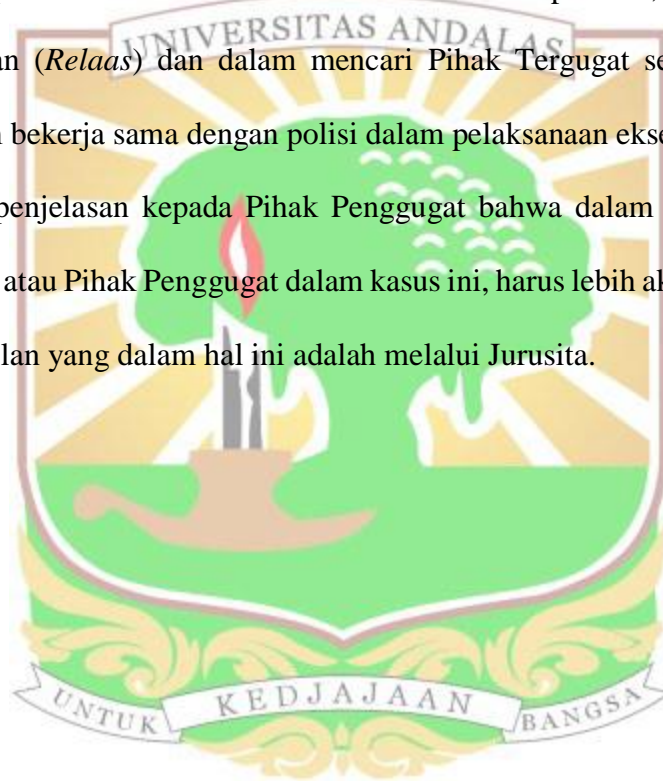 UNIVERSITAS ANDALAS
an (Relaas) dan dalam mencari Pihak Tergugat se
bekerja sama dengan polisi dalam pelaksanaan ekse
penjelasan kepada Pihak Penggugat bahwa dalam
atau Pihak Penggugat dalam kasus ini, harus lebih ak
lan yang dalam hal ini adalah melalui Jurusita.
UNTUK KEDJAJAAN BANGSA